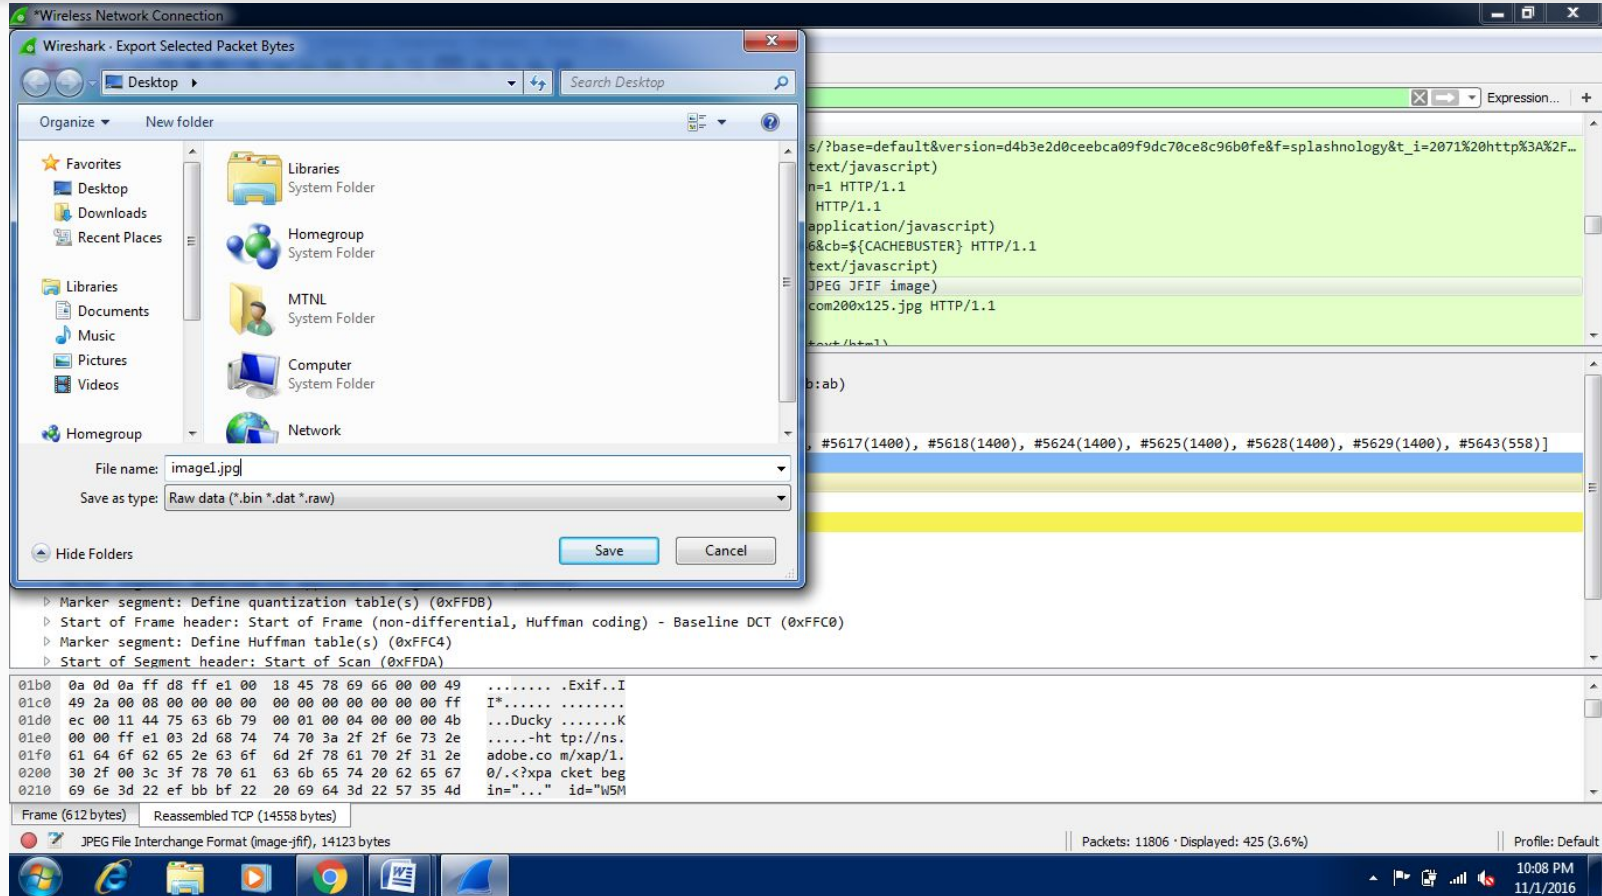 *Wireless Network Connection
Wireshark · Export Selected Packet Bytes
Desktop
Search Desktop
Expression... +
Organize New folder
Favorites
Desktop
Downloads
Recent Places
Libraries
Documents
Music
Pictures
Videos
Homegroup
Libraries
System Folder
Homegroup
System Folder
MTNL
System Folder
Computer
System Folder
Network
File name: image1.jpg
Save as type: Raw data (*.bin *.dat *.raw)
Hide Folders
Save Cancel
s/?base=default&version=d4b3e2d0ceebca09f9dc70ce8c96b0fe&f=splashnology&t_i=2071%20http%3A%2F…
text/javascript)
n=1 HTTP/1.1
HTTP/1.1
application/javascript)
6&cb=${CACHEBUSTER} HTTP/1.1
text/javascript)
JPEG JFIF image)
com200x125.jpg HTTP/1.1
text/html)
b:ab)
, #5617(1400), #5618(1400), #5624(1400), #5625(1400), #5628(1400), #5629(1400), #5643(558)]
Marker segment: Define quantization table(s) (0xFFDB)
Start of Frame header: Start of Frame (non-differential, Huffman coding) - Baseline DCT (0xFFC0)
Marker segment: Define Huffman table(s) (0xFFC4)
Start of Segment header: Start of Scan (0xFFDA)
01b0 0a 0d 0a ff d8 ff e1 00 18 45 78 69 66 00 00 49 ........ .Exif..I
01c0 49 2a 00 08 00 00 00 00 00 00 00 00 00 00 00 ff I*...... ........
01d0 ec 00 11 44 75 63 6b 79 00 01 00 04 00 00 00 4b ...Ducky .......K
01e0 00 00 ff e1 03 2d 68 74 74 70 3a 2f 2f 6e 73 2e .....-ht tp://ns.
01f0 61 64 6f 62 65 2e 63 6f 6d 2f 78 61 70 2f 31 2e adobe.co m/xap/1.
0200 30 2f 00 3c 3f 78 70 61 63 6b 65 74 20 62 65 67 0/.<?xpa cket beg
0210 69 6e 3d 22 ef bb bf 22 20 69 64 3d 22 57 35 4d in="..." id="W5M
Frame (612 bytes) Reassembled TCP (14558 bytes)
JPEG File Interchange Format (image-jfif), 14123 bytes
Packets: 11806 · Displayed: 425 (3.6%)
Profile: Default
10:08 PM
11/1/2016